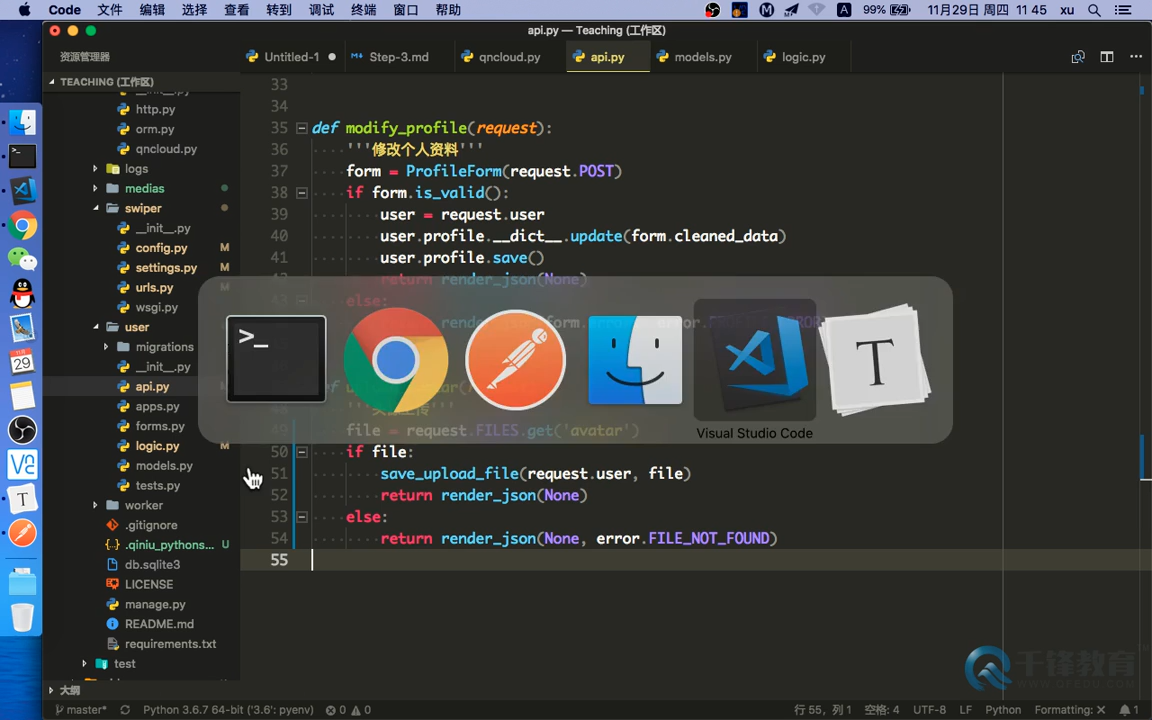 Code 文件 编辑 选择 查看 转到 调试 终端 窗口 帮助 99% 11月29日 周四 11 45 xu
api.py — Teaching (工作区)
资源管理器
Untitled-1
Step-3.md
qncloud.py
api.py
models.py
logic.py
TEACHING (工作区)
http.py
orm.py
qncloud.py
logs
medias
swiper
__init__.py
config.py M
settings.py M
urls.py M
wsgi.py
user
migrations
__init__.py
api.py
apps.py
forms.py
logic.py M
models.py
tests.py
worker
.gitignore
.qiniu_pythons... U
db.sqlite3
LICENSE
manage.py
README.md
requirements.txt
test
大纲
33
34
35 def modify_profile(request):
36 '''修改个人资料'''
37 form = ProfileForm(request.POST)
38 if form.is_valid():
39 user = request.user
40 user.profile.__dict__.update(form.cleaned_data)
41 user.profile.save()
return render_json(None)
else:
Visual Studio Code
file = request.FILES.get('avatar')
50 if file:
51 save_upload_file(request.user, file)
52 return render_json(None)
53 else:
54 return render_json(None, error.FILE_NOT_FOUND)
55
千锋教育
WWW.QFEDU.COM
master* Python 3.6.7 64-bit ('3.6': pyenv) 0 0 行 55，列 1 空格: 4 UTF-8 LF Python Formatting: ✕ 1